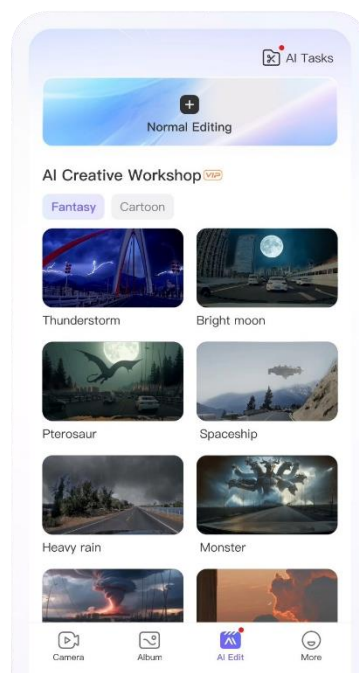 AI Tasks
Normal Editing
AI Creative Workshop VIP
Fantasy Cartoon
Thunderstorm Bright moon
Pterosaur Spaceship
Heavy rain Monster
Camera Album AI Edit More